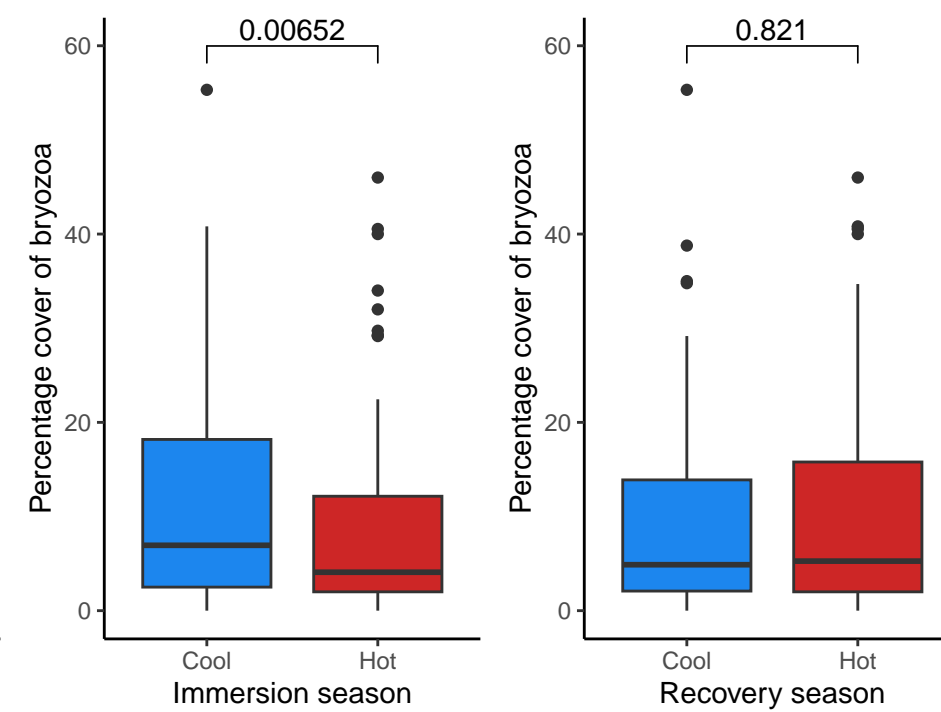 0.00652
60
40
20
0
Percentage cover of bryozoa
Cool
Hot
Immersion season
0.821
60
40
20
0
Percentage cover of bryozoa
Cool
Hot
Recovery season